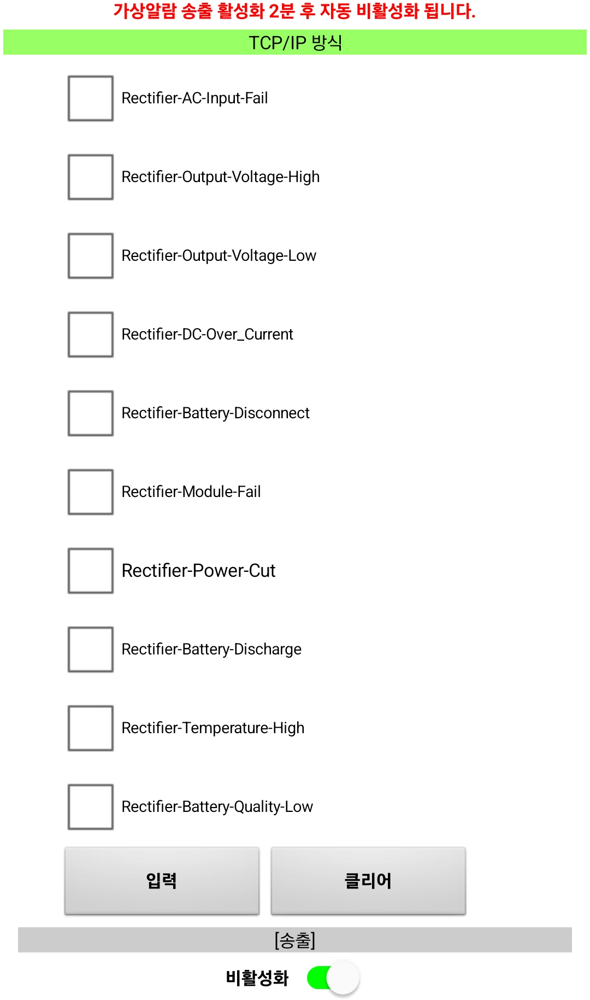 가상알람 송출 활성화 2분 후 자동 비활성화 됩니다.
TCP/IP 방식
Rectifier-AC-Input-Fail
Rectifier-Output-Voltage-High
Rectifier-Output-Voltage-Low
Rectifier-DC-Over_Current
Rectifier-Battery-Disconnect
Rectifier-Module-Fail
Rectifier-Power-Cut
Rectifier-Battery-Discharge
Rectifier-Temperature-High
Rectifier-Battery-Quality-Low
입력 클리어
[송출]
비활성화